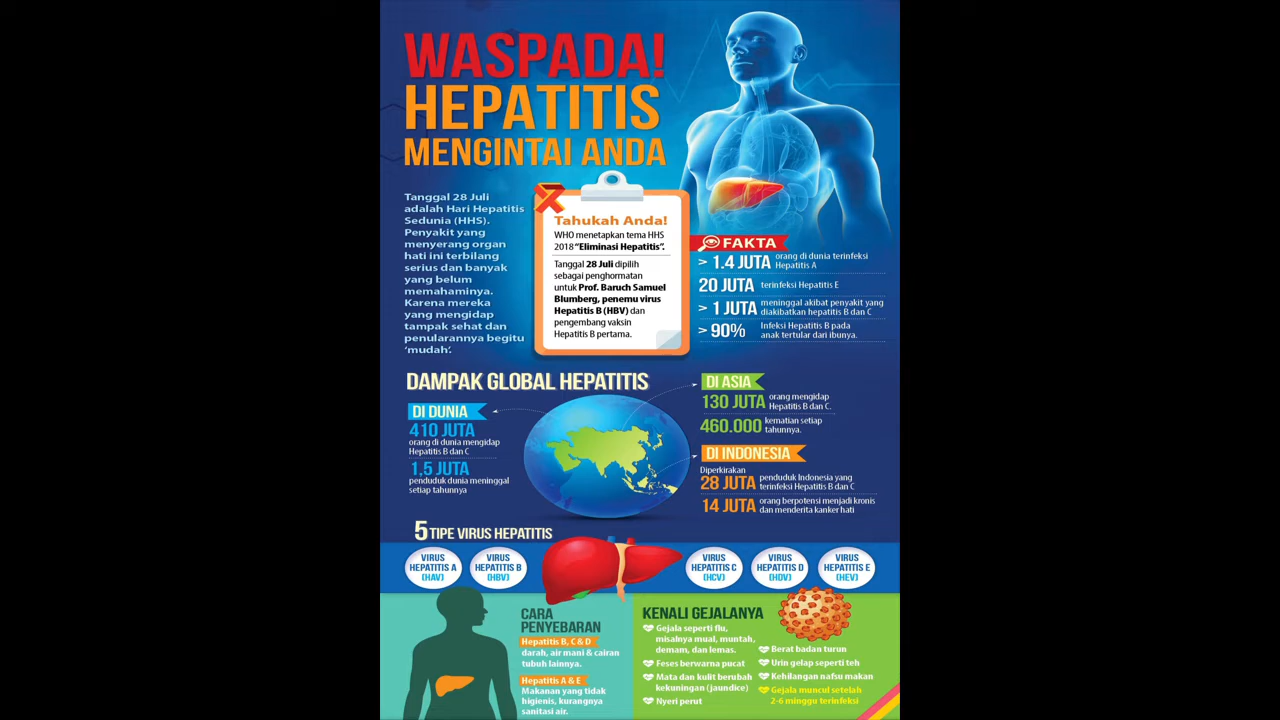 WASPADA!
HEPATITIS
MENGINTAI ANDA
Tanggal 28 Juli
adalah Hari Hepatitis
Sedunia (HHS).
Penyakit yang
menyerang organ
hati ini terbilang
serius dan banyak
yang belum
memahaminya.
Karena mereka
yang mengidap
tampak sehat dan
penularannya begitu
‘mudah’.
Tahukah Anda!
WHO menetapkan tema HHS
2018 “Eliminasi Hepatitis”.
Tanggal 28 Juli dipilih
sebagai penghormatan
untuk Prof. Baruch Samuel
Blumberg, penemu virus
Hepatitis B (HBV) dan
pengembang vaksin
Hepatitis B pertama.
FAKTA
> 1.4 JUTA orang di dunia terinfeksi
Hepatitis A
20 JUTA terinfeksi Hepatitis E
> 1 JUTA meninggal akibat penyakit yang
diakibatkan hepatitis B dan C
> 90% Infeksi Hepatitis B pada
anak tertular dari ibunya.
DAMPAK GLOBAL HEPATITIS
DI DUNIA
410 JUTA
orang di dunia mengidap
Hepatitis B dan C
1,5 JUTA
penduduk dunia meninggal
setiap tahunnya
DI ASIA
130 JUTA orang mengidap
Hepatitis B dan C.
460.000 kematian setiap
tahunnya.
DI INDONESIA
Diperkirakan
28 JUTA penduduk Indonesia yang
terinfeksi Hepatitis B dan C
14 JUTA orang berpotensi menjadi kronis
dan menderita kanker hati
5 TIPE VIRUS HEPATITIS
VIRUS
HEPATITIS A
(HAV)
VIRUS
HEPATITIS B
(HBV)
VIRUS
HEPATITIS C
(HCV)
VIRUS
HEPATITIS D
(HDV)
VIRUS
HEPATITIS E
(HEV)
CARA
PENYEBARAN
Hepatitis B, C & D
darah, air mani & cairan
tubuh lainnya.
Hepatitis A & E
Makanan yang tidak
higienis, kurangnya
sanitasi air.
KENALI GEJALANYA
Gejala seperti flu,
misalnya mual, muntah,
demam, dan lemas.
Feses berwarna pucat
Mata dan kulit berubah
kekuningan (jaundice)
Nyeri perut
Berat badan turun
Urin gelap seperti teh
Kehilangan nafsu makan
Gejala muncul setelah
2-6 minggu terinfeksi